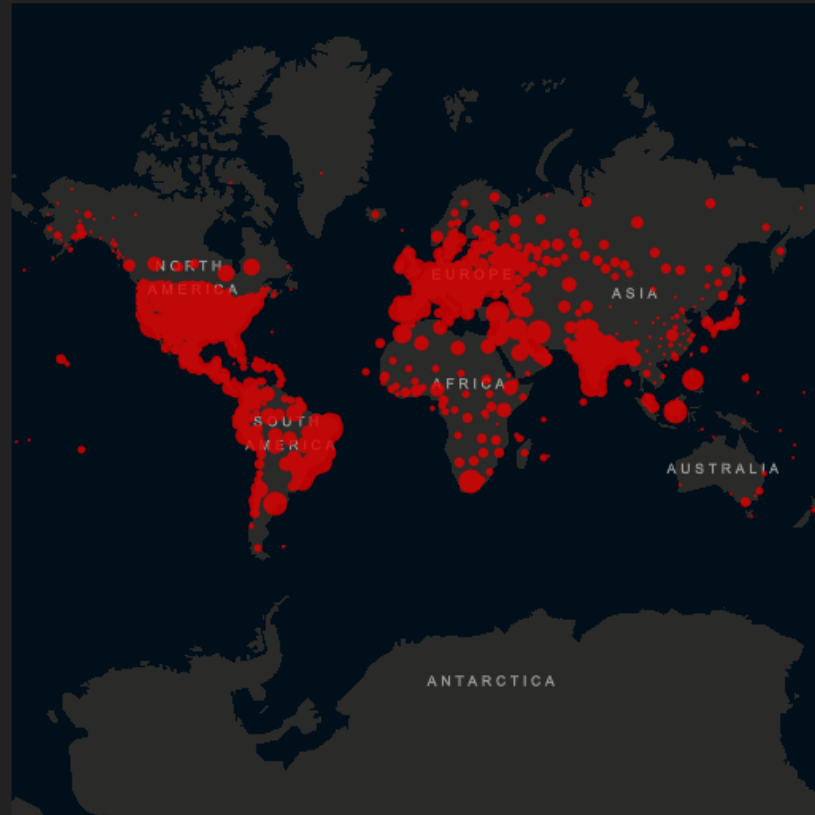 NORTH
AMERICA
EUROPE
ASIA
AFRICA
SOUTH
AMERICA
AUSTRALIA
ANTARCTICA